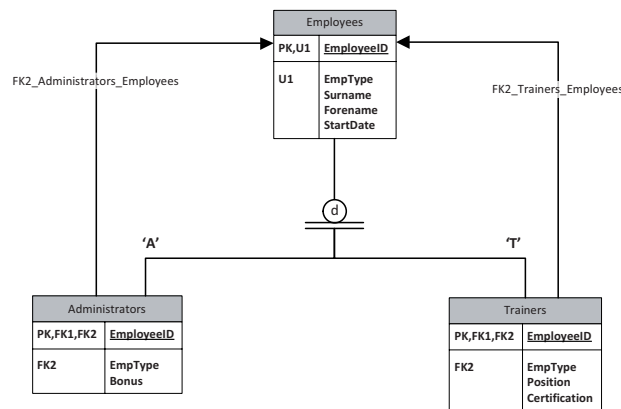 Employees
PK,U1 EmployeeID
U1 EmpType
Surname
Forename
StartDate
FK2_Administrators_Employees
FK2_Trainers_Employees
d
‘A’
‘T’
Administrators
PK,FK1,FK2 EmployeeID
FK2 EmpType
Bonus
Trainers
PK,FK1,FK2 EmployeeID
FK2 EmpType
Position
Certification